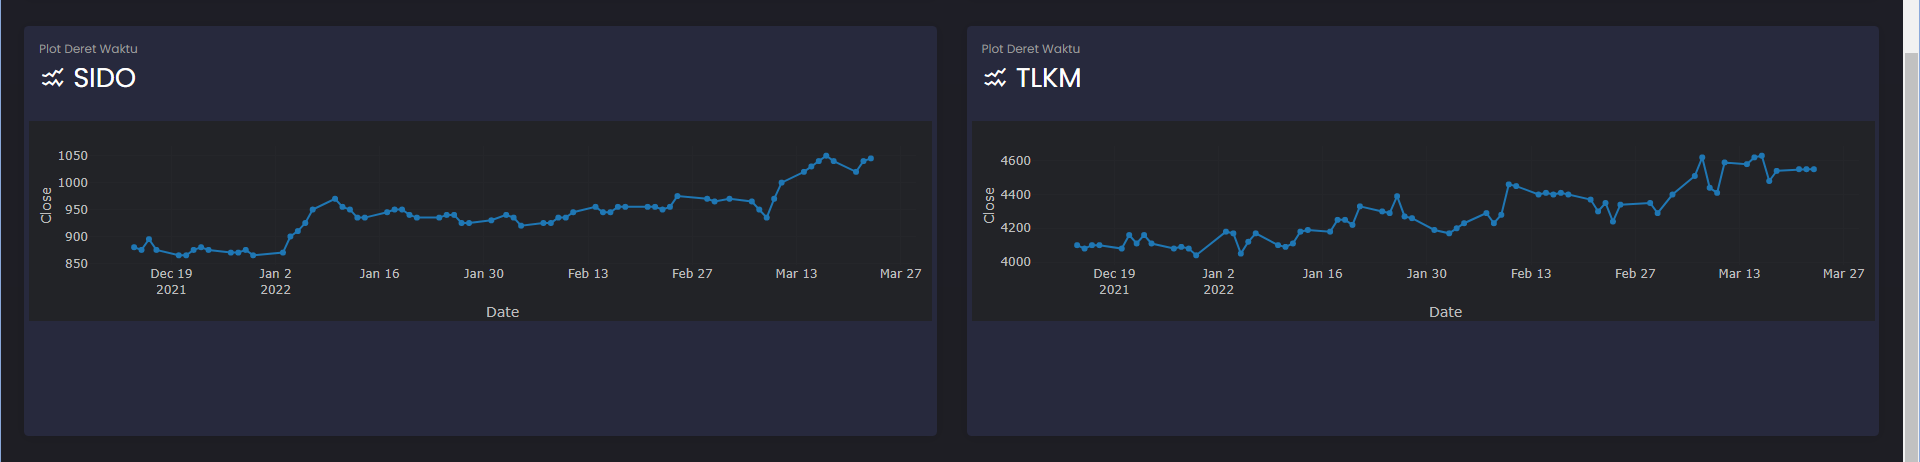 Plot Deret Waktu
SIDO
1050
1000
950
900
850
Close
Dec 19
2021
Jan 2
2022
Jan 16
Jan 30
Feb 13
Feb 27
Mar 13
Mar 27
Date
Plot Deret Waktu
TLKM
4600
4400
4200
4000
Close
Dec 19
2021
Jan 2
2022
Jan 16
Jan 30
Feb 13
Feb 27
Mar 13
Mar 27
Date